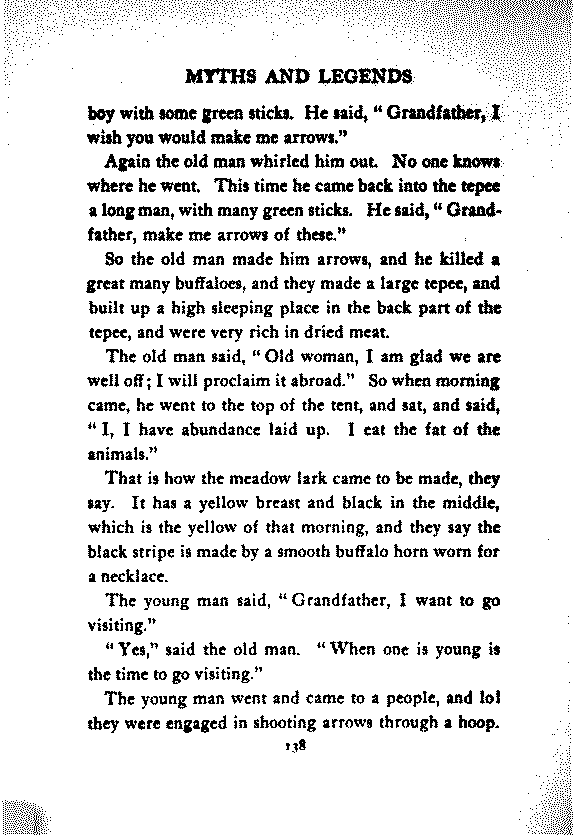 MYTHS AND LEGENDS
boy with some green sticks. He said, “Grandfather, I
wish you would make me arrows.”
Again the old man whirled him out. No one knows
where he went. This time he came back into the tepee
a long man, with many green sticks. He said, “Grand-
father, make me arrows of these.”
So the old man made him arrows, and he killed a
great many buffaloes, and they made a large tepee, and
built up a high sleeping place in the back part of the
tepee, and were very rich in dried meat.
The old man said, “Old woman, I am glad we are
well off; I will proclaim it abroad.” So when morning
came, he went to the top of the tent, and sat, and said,
“I, I have abundance laid up. I eat the fat of the
animals.”
That is how the meadow lark came to be made, they
say. It has a yellow breast and black in the middle,
which is the yellow of that morning, and they say the
black stripe is made by a smooth buffalo horn worn for
a necklace.
The young man said, “Grandfather, I want to go
visiting.”
“Yes,” said the old man. “When one is young is
the time to go visiting.”
The young man went and came to a people, and lo!
they were engaged in shooting arrows through a hoop.
138